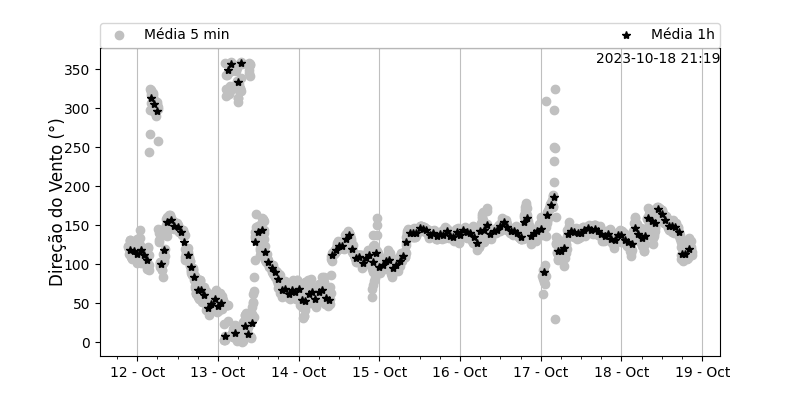 Média 5 min
Média 1h
2023-10-18 21:19
Direção do Vento (°)
350
300
250
200
150
100
50
0
12 - Oct
13 - Oct
14 - Oct
15 - Oct
16 - Oct
17 - Oct
18 - Oct
19 - Oct